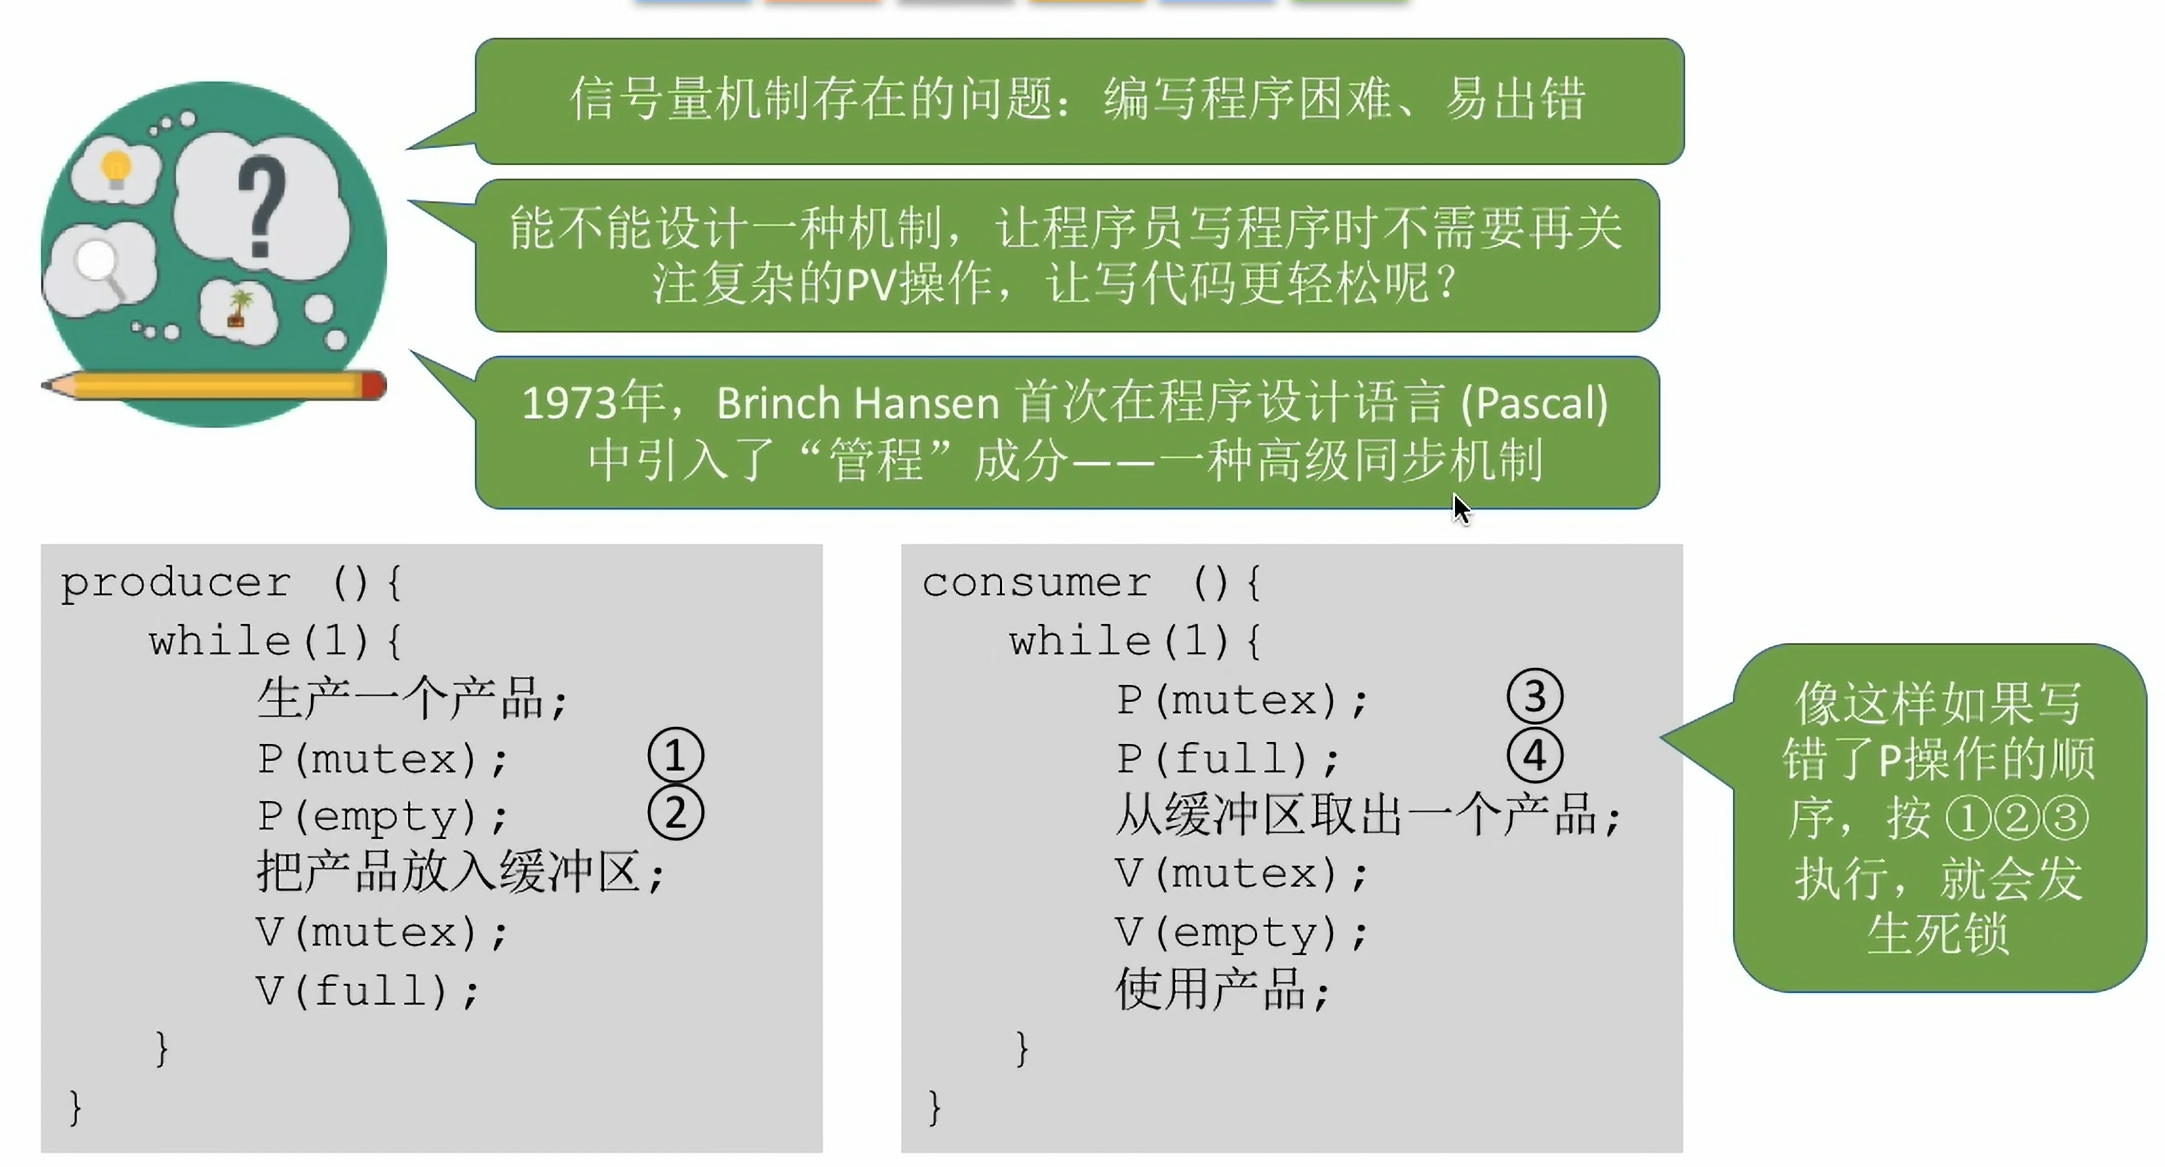 信号量机制存在的问题：编写程序困难、易出错
能不能设计一种机制，让程序员写程序时不需要再关
注复杂的PV操作，让写代码更轻松呢？
1973年，Brinch Hansen 首次在程序设计语言 (Pascal)
中引入了“管程”成分——一种高级同步机制
producer (){
while(1){
生产一个产品;
P(mutex); ①
P(empty); ②
把产品放入缓冲区;
V(mutex);
V(full);
}
}
consumer (){
while(1){
P(mutex); ③
P(full); ④
从缓冲区取出一个产品;
V(mutex);
V(empty);
使用产品;
}
}
像这样如果写
错了P操作的顺
序，按 ①②③
执行，就会发
生死锁